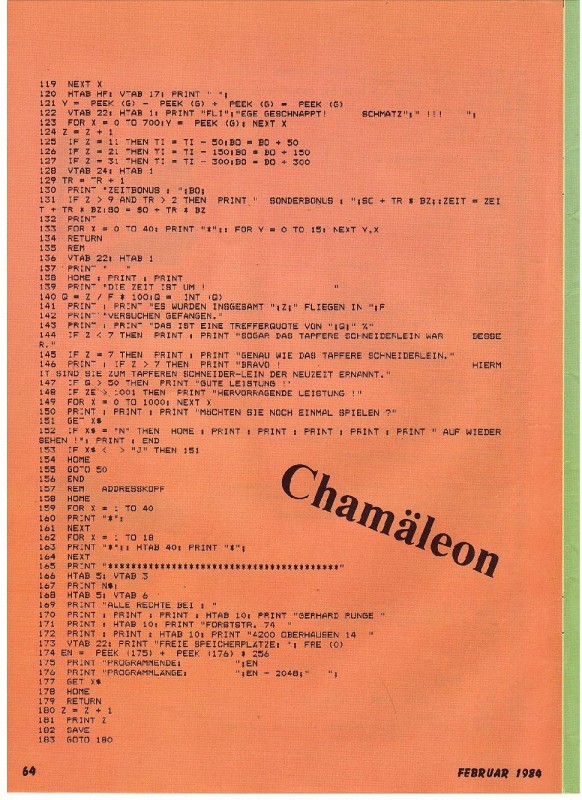 119  NEXT X
120  HTAB HF: VTAB 17: PRINT " ";
121 Y =  PEEK (G) -  PEEK (G) +  PEEK (G) =  PEEK (G)
122  VTAB 22: HTAB 1: PRINT "FLI";"EGE GESCHNAPPT!      SCHMATZ";" !!!    ";
123  FOR X = 0 TO 700:Y =  PEEK (G): NEXT X
124 Z = Z + 1
125  IF Z = 11 THEN TI = TI - 50:BO = BO + 50
126  IF Z = 21 THEN TI = TI - 150:BO = BO + 150
127  IF Z = 31 THEN TI = TI - 300:BO = BO + 300
128  VTAB 24: HTAB 1
129 TR = TR + 1
130  PRINT "ZEITBONUS : ";BO;
131  IF Z > 9 AND TR > 2 THEN  PRINT "  SONDERBONUS : ";SC + TR * BZ;:ZEIT = ZEI
T + TR * BZ:SO = SO + TR * BZ
132  PRINT
133  FOR X = 0 TO 40: PRINT "*";: FOR Y = 0 TO 15: NEXT Y,X
134  RETURN
135  REM
136  VTAB 22: HTAB 1
137  PRINT "    "
138  HOME : PRINT : PRINT
139  PRINT "DIE ZEIT IST UM !                        "
140 Q = Z / F * 100:Q =  INT (Q)
141  PRINT : PRINT "ES WURDEN INSGESAMT ";Z;" FLIEGEN IN ";F
142  PRINT "VERSUCHEN GEFANGEN."
143  PRINT : PRINT "DAS IST EINE TREFFERQUOTE VON ";Q;" %"
144  IF Z < 7 THEN  PRINT : PRINT "SOGAR DAS TAPFERE SCHNEIDERLEIN WAR     BESSE
R."
145  IF Z = 7 THEN  PRINT : PRINT "GENAU WIE DAS TAPFERE SCHNEIDERLEIN."
146  PRINT : IF Z > 7 THEN  PRINT "BRAVO !                              HIERM
IT SIND SIE ZUM TAPFEREN SCHNEIDER-LEIN DER NEUZEIT ERNANNT."
147  IF Q > 50 THEN  PRINT "GUTE LEISTUNG !"
148  IF ZE > 1001 THEN  PRINT "HERVORRAGENDE LEISTUNG !"
149  FOR X = 0 TO 1000: NEXT X
150  PRINT : PRINT : PRINT "MöCHTEN SIE NOCH EINMAL SPIELEN ?"
151  GET X$
152  IF X$ = "N" THEN  HOME : PRINT : PRINT : PRINT : PRINT : PRINT " AUF WIEDER
SEHEN !": PRINT : END
153  IF X$ <  > "J" THEN 151
154  HOME
155  GOTO 50
156  END
157  REM    ADDRESSKOPF
158  HOME
159  FOR X = 1 TO 40
160  PRINT "*";
161  NEXT
162  FOR X = 1 TO 18
163  PRINT "*";: HTAB 40: PRINT "*";
164  NEXT
165  PRINT "****************************************"
166  HTAB 5: VTAB 3
167  PRINT N$;
168  HTAB 5: VTAB 6
169  PRINT "ALLE RECHTE BEI : "
170  PRINT : PRINT : PRINT : HTAB 10: PRINT "GERHARD RUNGE "
171  PRINT : HTAB 10: PRINT "FORSTSTR. 74  "
172  PRINT : PRINT : HTAB 10: PRINT "4200 OBERHAUSEN 14  "
173  VTAB 22: PRINT "FREIE SPEICHERPLäTZE: "; FRE (0)
174 EN =  PEEK (175) +  PEEK (176) * 256
175  PRINT "PROGRAMMENDE:          ";EN
176  PRINT "PROGRAMMLäNGE:         ";EN - 2048;"    ";
177  GET X$
178  HOME
179  RETURN
180 Z = Z + 1
181  PRINT Z
182  SAVE
183  GOTO 180
Chamäleon
64
FEBRUAR 1984